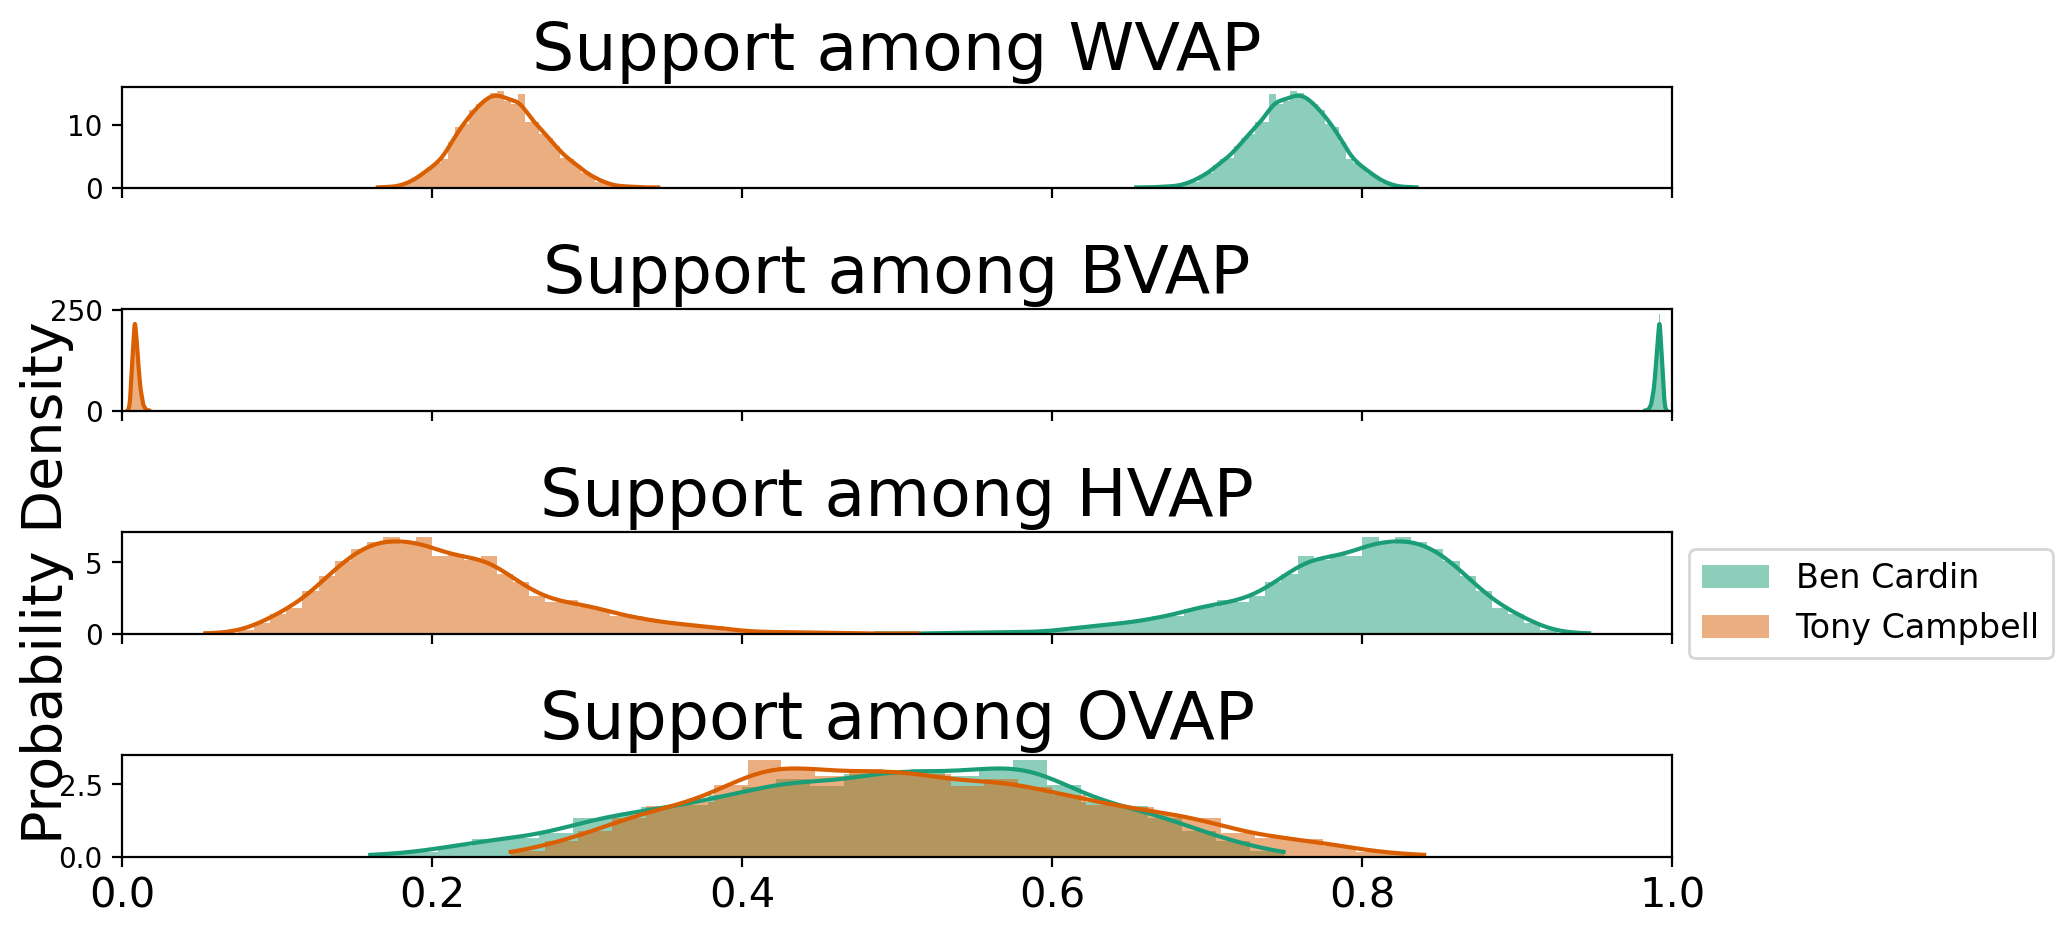 Support among WVAP
10
0
Support among BVAP
250
0
Support among HVAP
5
0
Support among OVAP
2.5
0.0
0.0 0.2 0.4 0.6 0.8 1.0
Probability Density
Ben Cardin
Tony Campbell